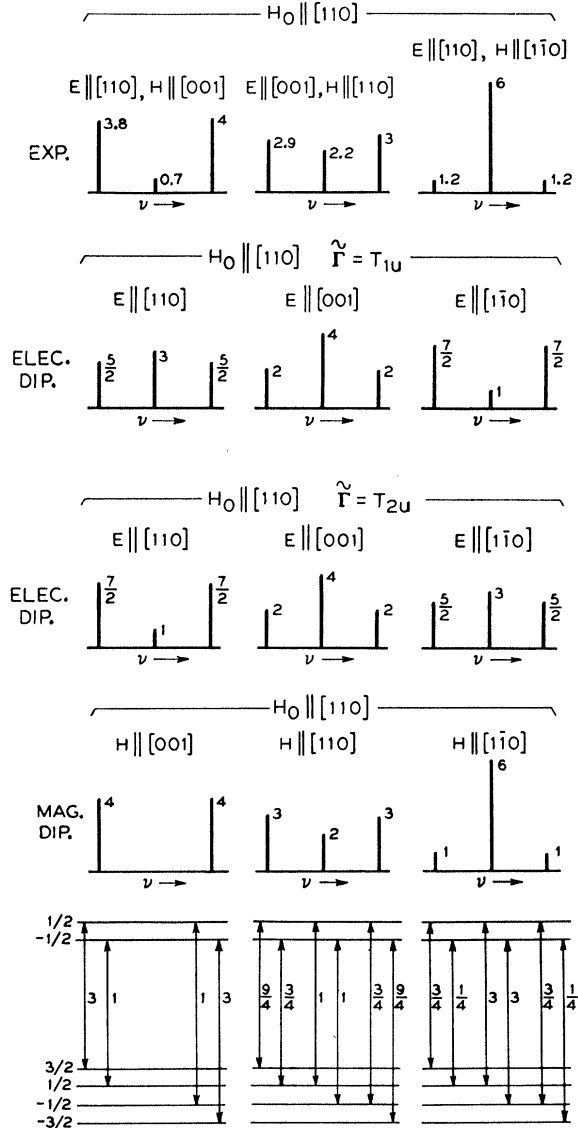 H₀∥[110]
E∥[110], H∥[001] E∥[001], H∥[110] E∥[110], H∥[1̄10]
EXP.
3.8 0.7 4 2.9 2.2 3 1.2 6 1.2
ν → ν → ν →
H₀∥[110] Γ̃ = T₁ᵤ
E∥[110] E∥[001] E∥[1̄10]
ELEC. DIP.
5/2 3 5/2 2 4 2 7/2 1 7/2
ν → ν → ν →
H₀∥[110] Γ̃ = T₂ᵤ
E∥[110] E∥[001] E∥[1̄10]
ELEC. DIP.
7/2 1 7/2 2 4 2 5/2 3 5/2
ν → ν → ν →
H₀∥[110]
H∥[001] H∥[110] H∥[1̄10]
MAG. DIP.
4 4 3 2 3 1 6 1
ν → ν → ν →
1/2
-1/2
3 1 1 3 9/4 3/4 1 1 3/4 9/4 3/4 1/4 3 3 3/4 1/4
3/2
1/2
-1/2
-3/2